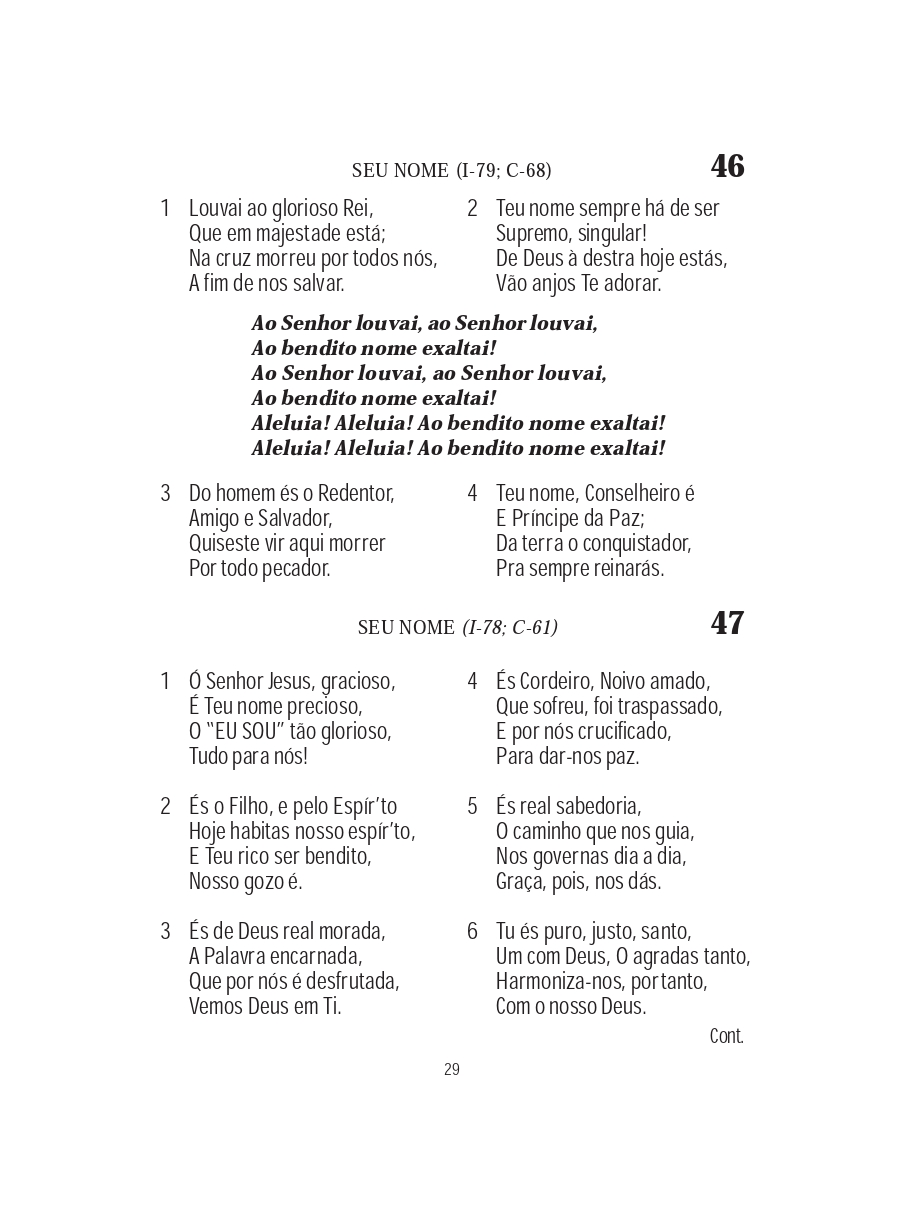 SEU NOME (I-79; C-68)
46
1 Louvai ao glorioso Rei,
Que em majestade está;
Na cruz morreu por todos nós,
A fim de nos salvar.
2 Teu nome sempre há de ser
Supremo, singular!
De Deus à destra hoje estás,
Vão anjos Te adorar.
Ao Senhor louvai, ao Senhor louvai,
Ao bendito nome exaltai!
Ao Senhor louvai, ao Senhor louvai,
Ao bendito nome exaltai!
Aleluia! Aleluia! Ao bendito nome exaltai!
Aleluia! Aleluia! Ao bendito nome exaltai!
3 Do homem és o Redentor,
Amigo e Salvador,
Quiseste vir aqui morrer
Por todo pecador.
4 Teu nome, Conselheiro é
E Príncipe da Paz;
Da terra o conquistador,
Pra sempre reinarás.
SEU NOME (I-78; C-61)
47
1 Ó Senhor Jesus, gracioso,
É Teu nome precioso,
O “EU SOU” tão glorioso,
Tudo para nós!
2 És o Filho, e pelo Espír’to
Hoje habitas nosso espír’to,
E Teu rico ser bendito,
Nosso gozo é.
3 És de Deus real morada,
A Palavra encarnada,
Que por nós é desfrutada,
Vemos Deus em Ti.
4 És Cordeiro, Noivo amado,
Que sofreu, foi traspassado,
E por nós crucificado,
Para dar-nos paz.
5 És real sabedoria,
O caminho que nos guia,
Nos governas dia a dia,
Graça, pois, nos dás.
6 Tu és puro, justo, santo,
Um com Deus, O agradas tanto,
Harmoniza-nos, portanto,
Com o nosso Deus.
Cont.
29